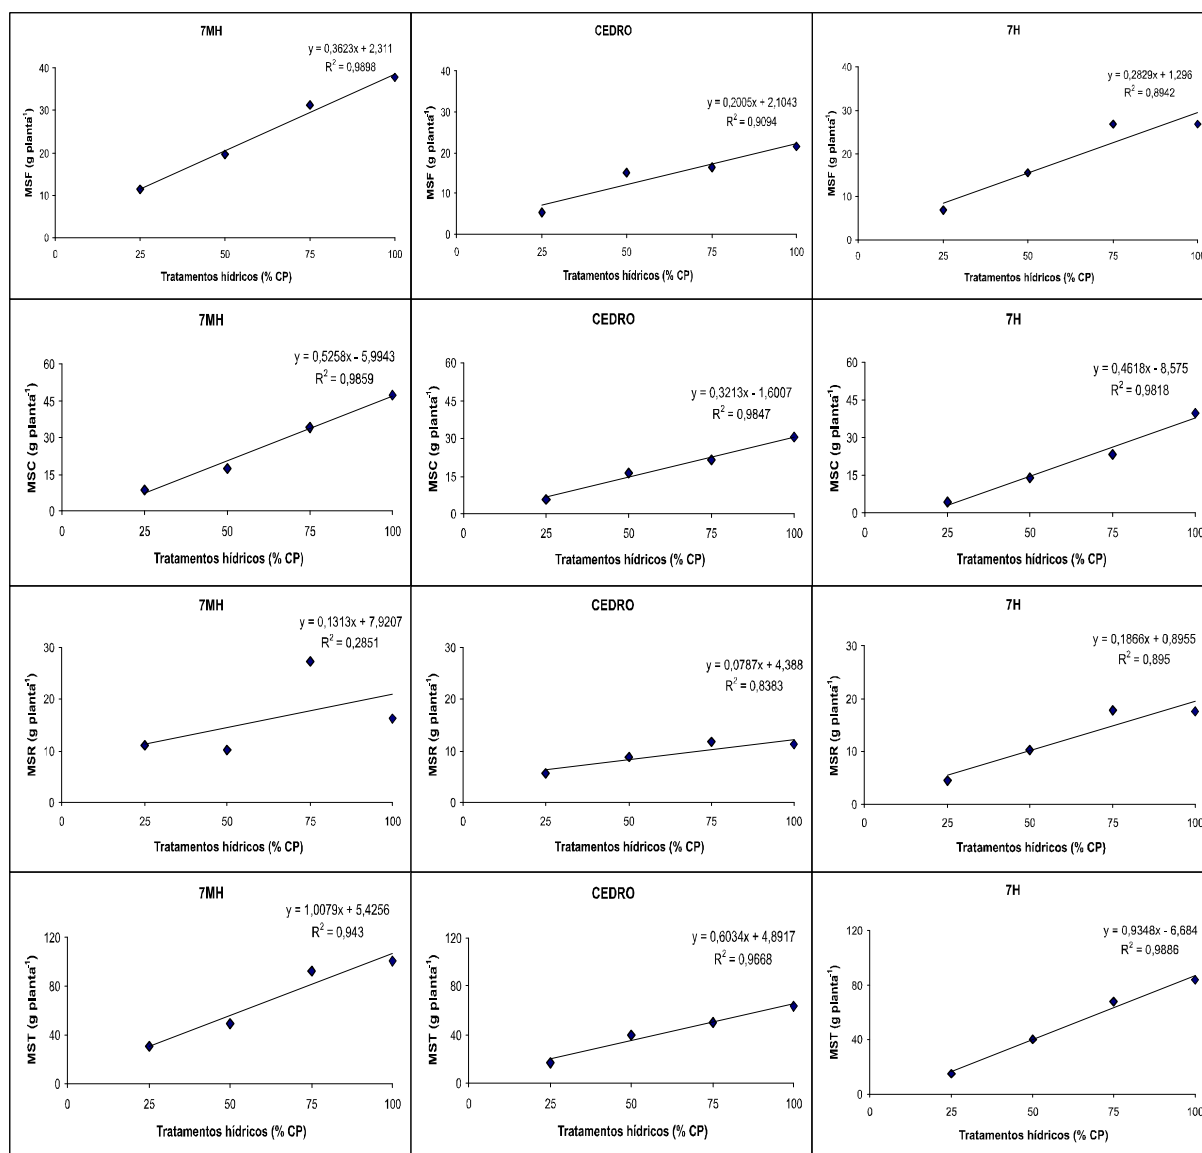 7MH
y = 0,3623x + 2,311
R² = 0,9898
MSF (g planta⁻¹)
40
30
20
10
0
0 25 50 75 100
Tratamentos hídricos (% CP)
CEDRO
y = 0,2005x + 2,1043
R² = 0,9094
MSF (g planta⁻¹)
40
30
20
10
0
0 25 50 75 100
Tratamentos hídricos (% CP)
7H
y = 0,2829x + 1,296
R² = 0,8942
MSF (g planta⁻¹)
40
30
20
10
0
0 25 50 75 100
Tratamentos hídricos (% CP)
7MH
y = 0,5258x - 5,9943
R² = 0,9859
MSC (g planta⁻¹)
60
45
30
15
0
0 25 50 75 100
Tratamentos hídricos (% CP)
CEDRO
y = 0,3213x - 1,6007
R² = 0,9847
MSC (g planta⁻¹)
60
45
30
15
0
0 25 50 75 100
Tratamentos hídricos (% CP)
7H
y = 0,4618x - 8,575
R² = 0,9818
MSC (g planta⁻¹)
60
45
30
15
0
0 25 50 75 100
Tratamentos hídricos (% CP)
7MH
y = 0,1313x + 7,9207
R² = 0,2851
MSR (g planta⁻¹)
30
20
10
0
0 25 50 75 100
Tratamentos hídricos (% CP)
CEDRO
y = 0,0787x + 4,388
R² = 0,8383
MSR (g planta⁻¹)
30
20
10
0
0 25 50 75 100
Tratamentos hídricos (% CP)
7H
y = 0,1866x + 0,8955
R² = 0,895
MSR (g planta⁻¹)
30
20
10
0
0 25 50 75 100
Tratamentos hídricos (% CP)
7MH
y = 1,0079x + 5,4256
R² = 0,943
MST (g planta⁻¹)
120
80
40
0
0 25 50 75 100
Tratamentos hídricos (% CP)
CEDRO
y = 0,6034x + 4,8917
R² = 0,9668
MST (g planta⁻¹)
120
80
40
0
0 25 50 75 100
Tratamentos hídricos (% CP)
7H
y = 0,9348x - 6,684
R² = 0,9886
MST (g planta⁻¹)
120
80
40
0
0 25 50 75 100
Tratamentos hídricos (% CP)